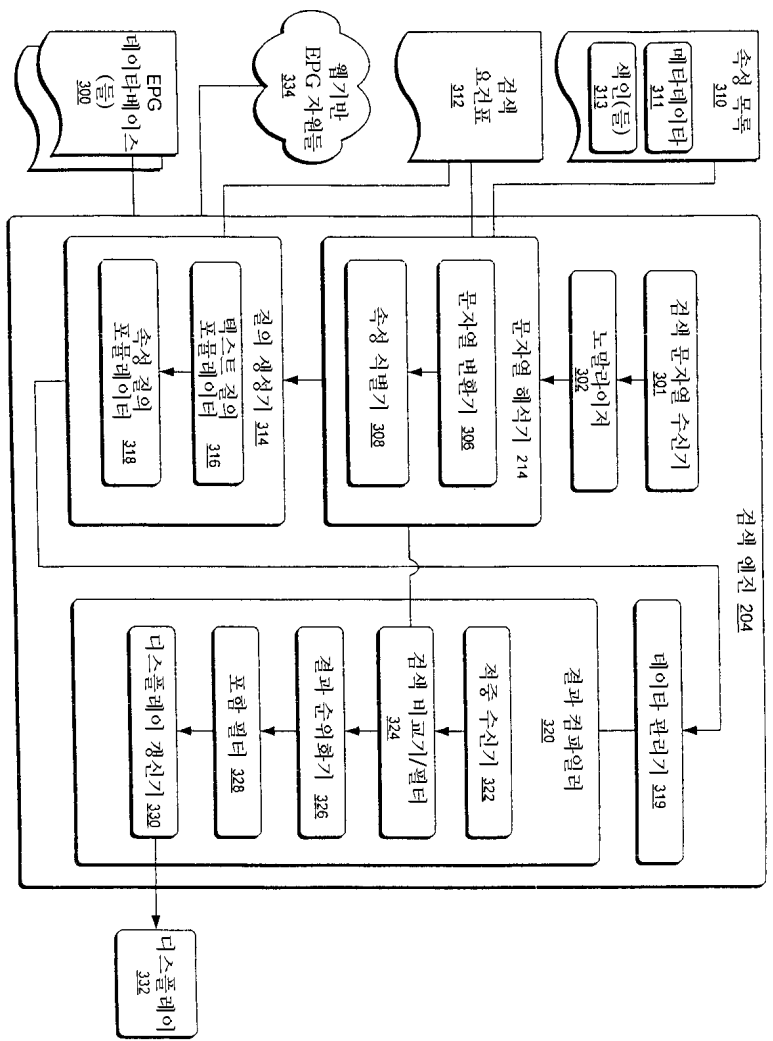 검색 엔진 204
속성 목록
310
메타데이타
311
색인(들)
313
검색
요건표
312
웹기반
EPG 자원들
334
EPG
데이타베이스
(들)
300
검색 문자열 수신기
301
노말라이저
302
문자열 해석기 214
문자열 변환기
306
속성 식별기
308
질의 생성기 314
텍스트 질의
포뮬레이터
316
속성 질의
포뮬레이터
318
데이타 관리기 319
결과 컴파일러
320
적중 수신기 322
검색 비교기/필터
324
결과 순위화기
326
포함 필터 328
디스플레이 갱신기 330
디스플레이
332